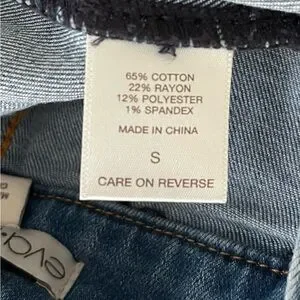 65% COTTON
22% RAYON
12% POLYESTER
1% SPANDEX
MADE IN CHINA
S
CARE ON REVERSE